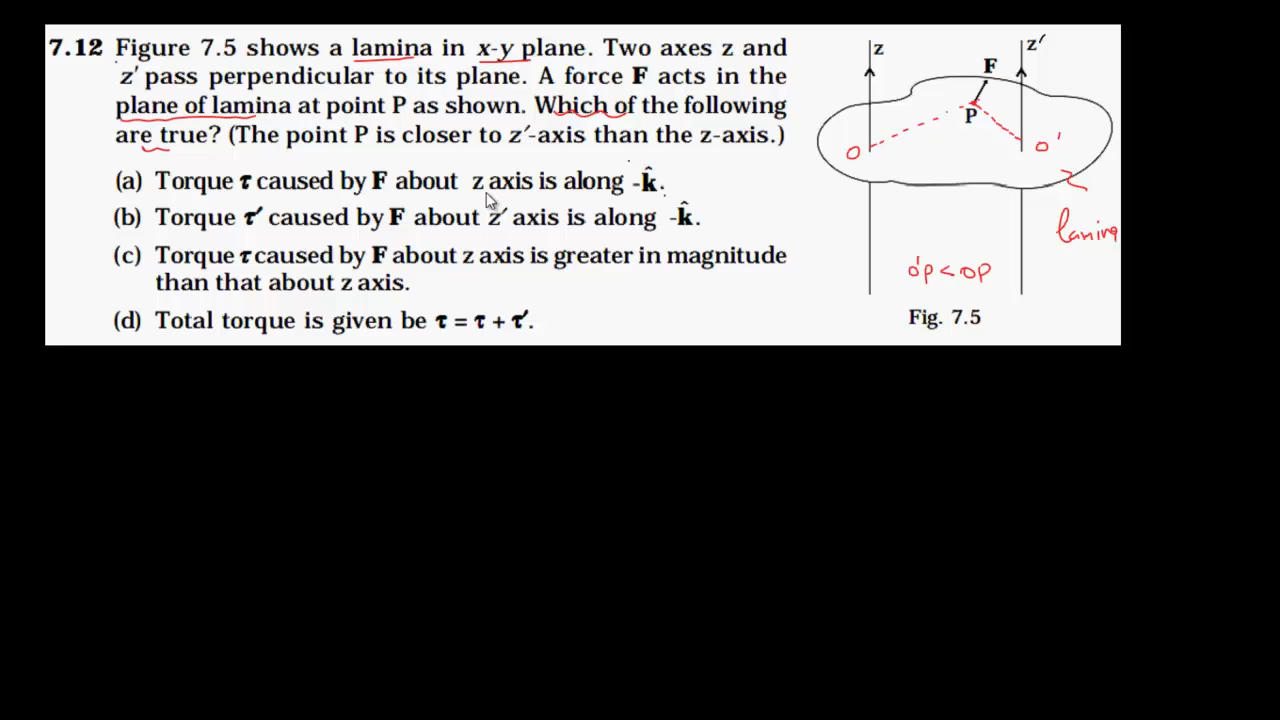 7.12 Figure 7.5 shows a lamina in x-y plane. Two axes z and
z′ pass perpendicular to its plane. A force F acts in the
plane of lamina at point P as shown. Which of the following
are true? (The point P is closer to z′-axis than the z-axis.)
(a) Torque τ caused by F about z axis is along -k̂.
(b) Torque τ′ caused by F about z′ axis is along -k̂.
(c) Torque τ caused by F about z axis is greater in magnitude
than that about z axis.
(d) Total torque is given be τ = τ + τ′.
z
z′
F
P
O
O'
lamina
O'P < OP
Fig. 7.5